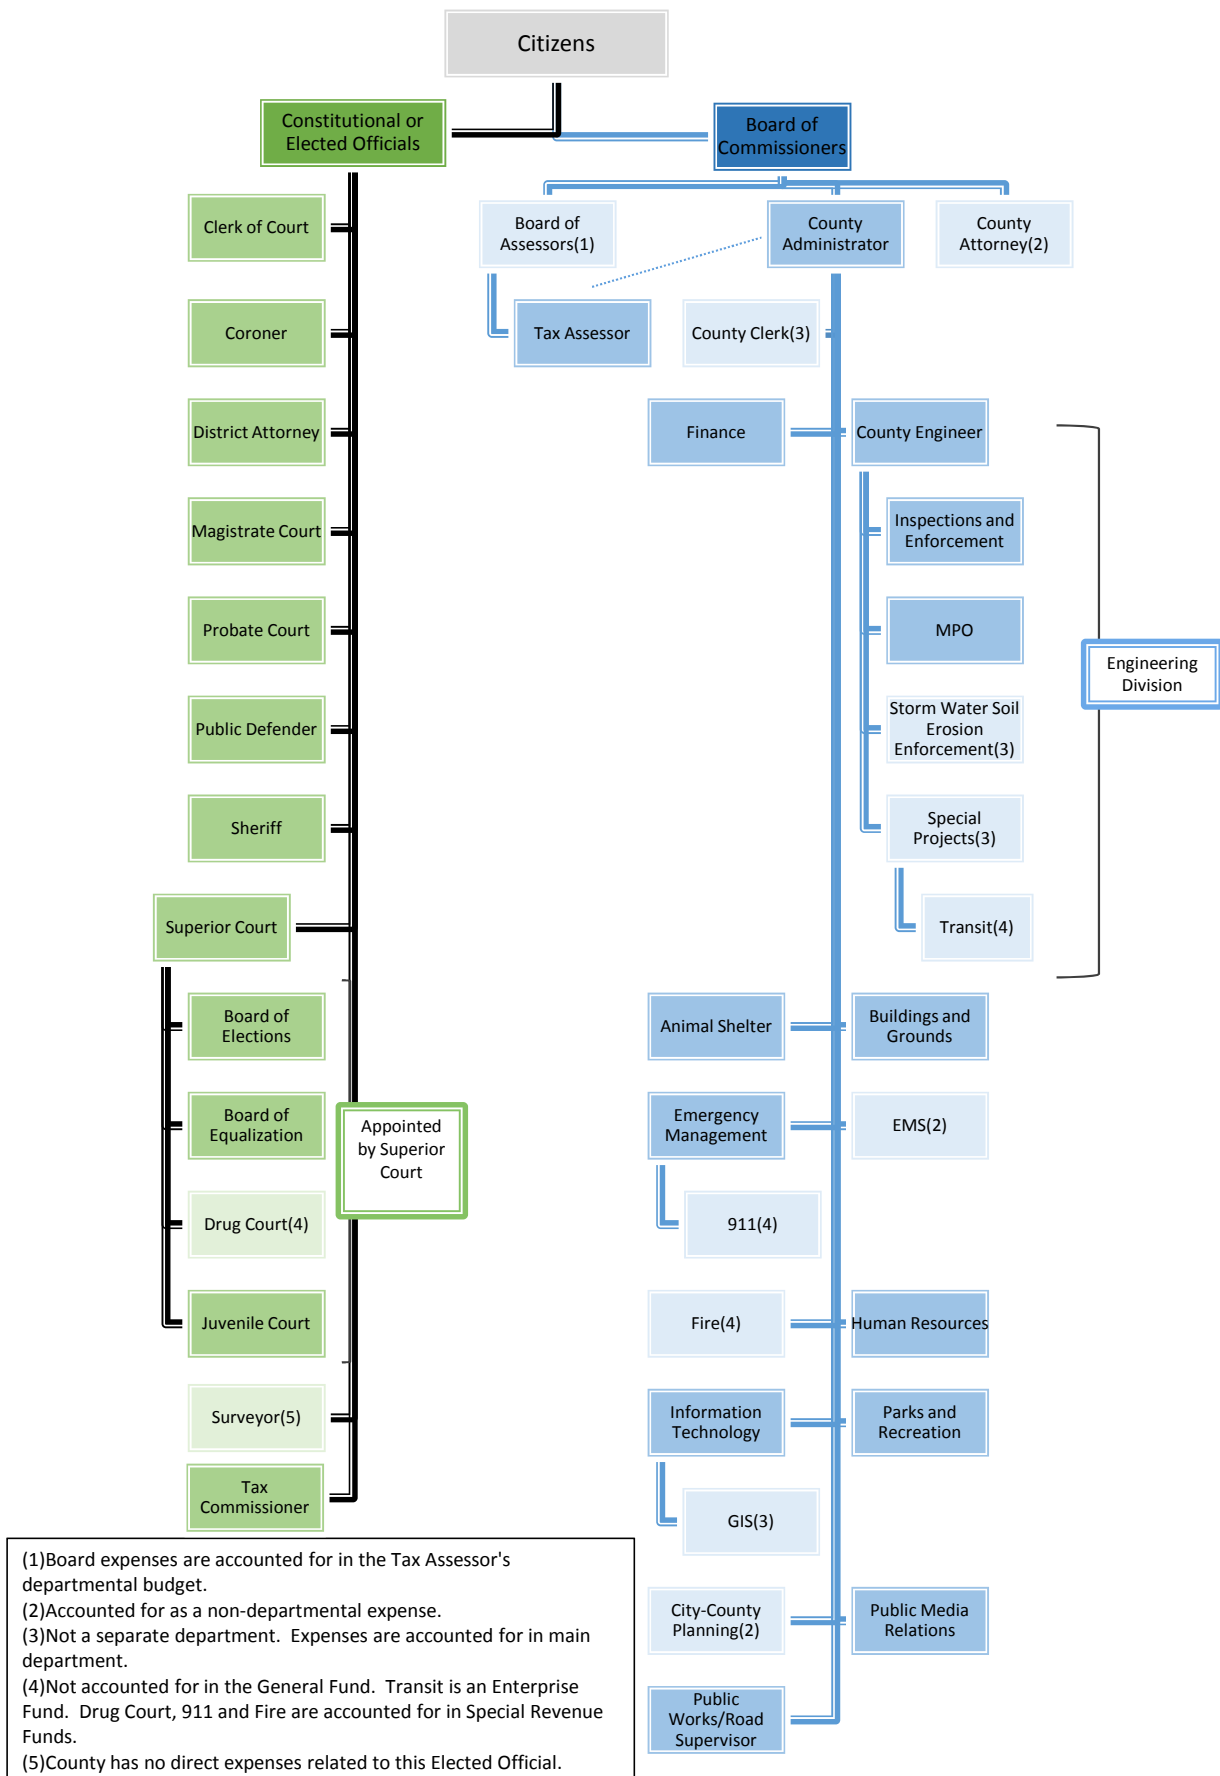 Citizens
Constitutional or
Elected Officials
Board of
Commissioners
Clerk of Court
Coroner
District Attorney
Magistrate Court
Probate Court
Public Defender
Sheriff
Superior Court
Board of
Elections
Board of
Equalization
Drug Court(4)
Juvenile Court
Appointed
by Superior
Court
Surveyor(5)
Tax
Commissioner
Board of
Assessors(1)
County
Administrator
County
Attorney(2)
Tax Assessor
County Clerk(3)
Finance
County Engineer
Inspections and
Enforcement
MPO
Storm Water Soil
Erosion
Enforcement(3)
Special
Projects(3)
Transit(4)
Engineering
Division
Animal Shelter
Buildings and
Grounds
Emergency
Management
EMS(2)
911(4)
Fire(4)
Human Resources
Information
Technology
Parks and
Recreation
GIS(3)
City-County
Planning(2)
Public Media
Relations
Public
Works/Road
Supervisor
(1)Board expenses are accounted for in the Tax Assessor's
departmental budget.
(2)Accounted for as a non-departmental expense.
(3)Not a separate department.  Expenses are accounted for in main
department.
(4)Not accounted for in the General Fund.  Transit is an Enterprise
Fund.  Drug Court, 911 and Fire are accounted for in Special Revenue
Funds.
(5)County has no direct expenses related to this Elected Official.